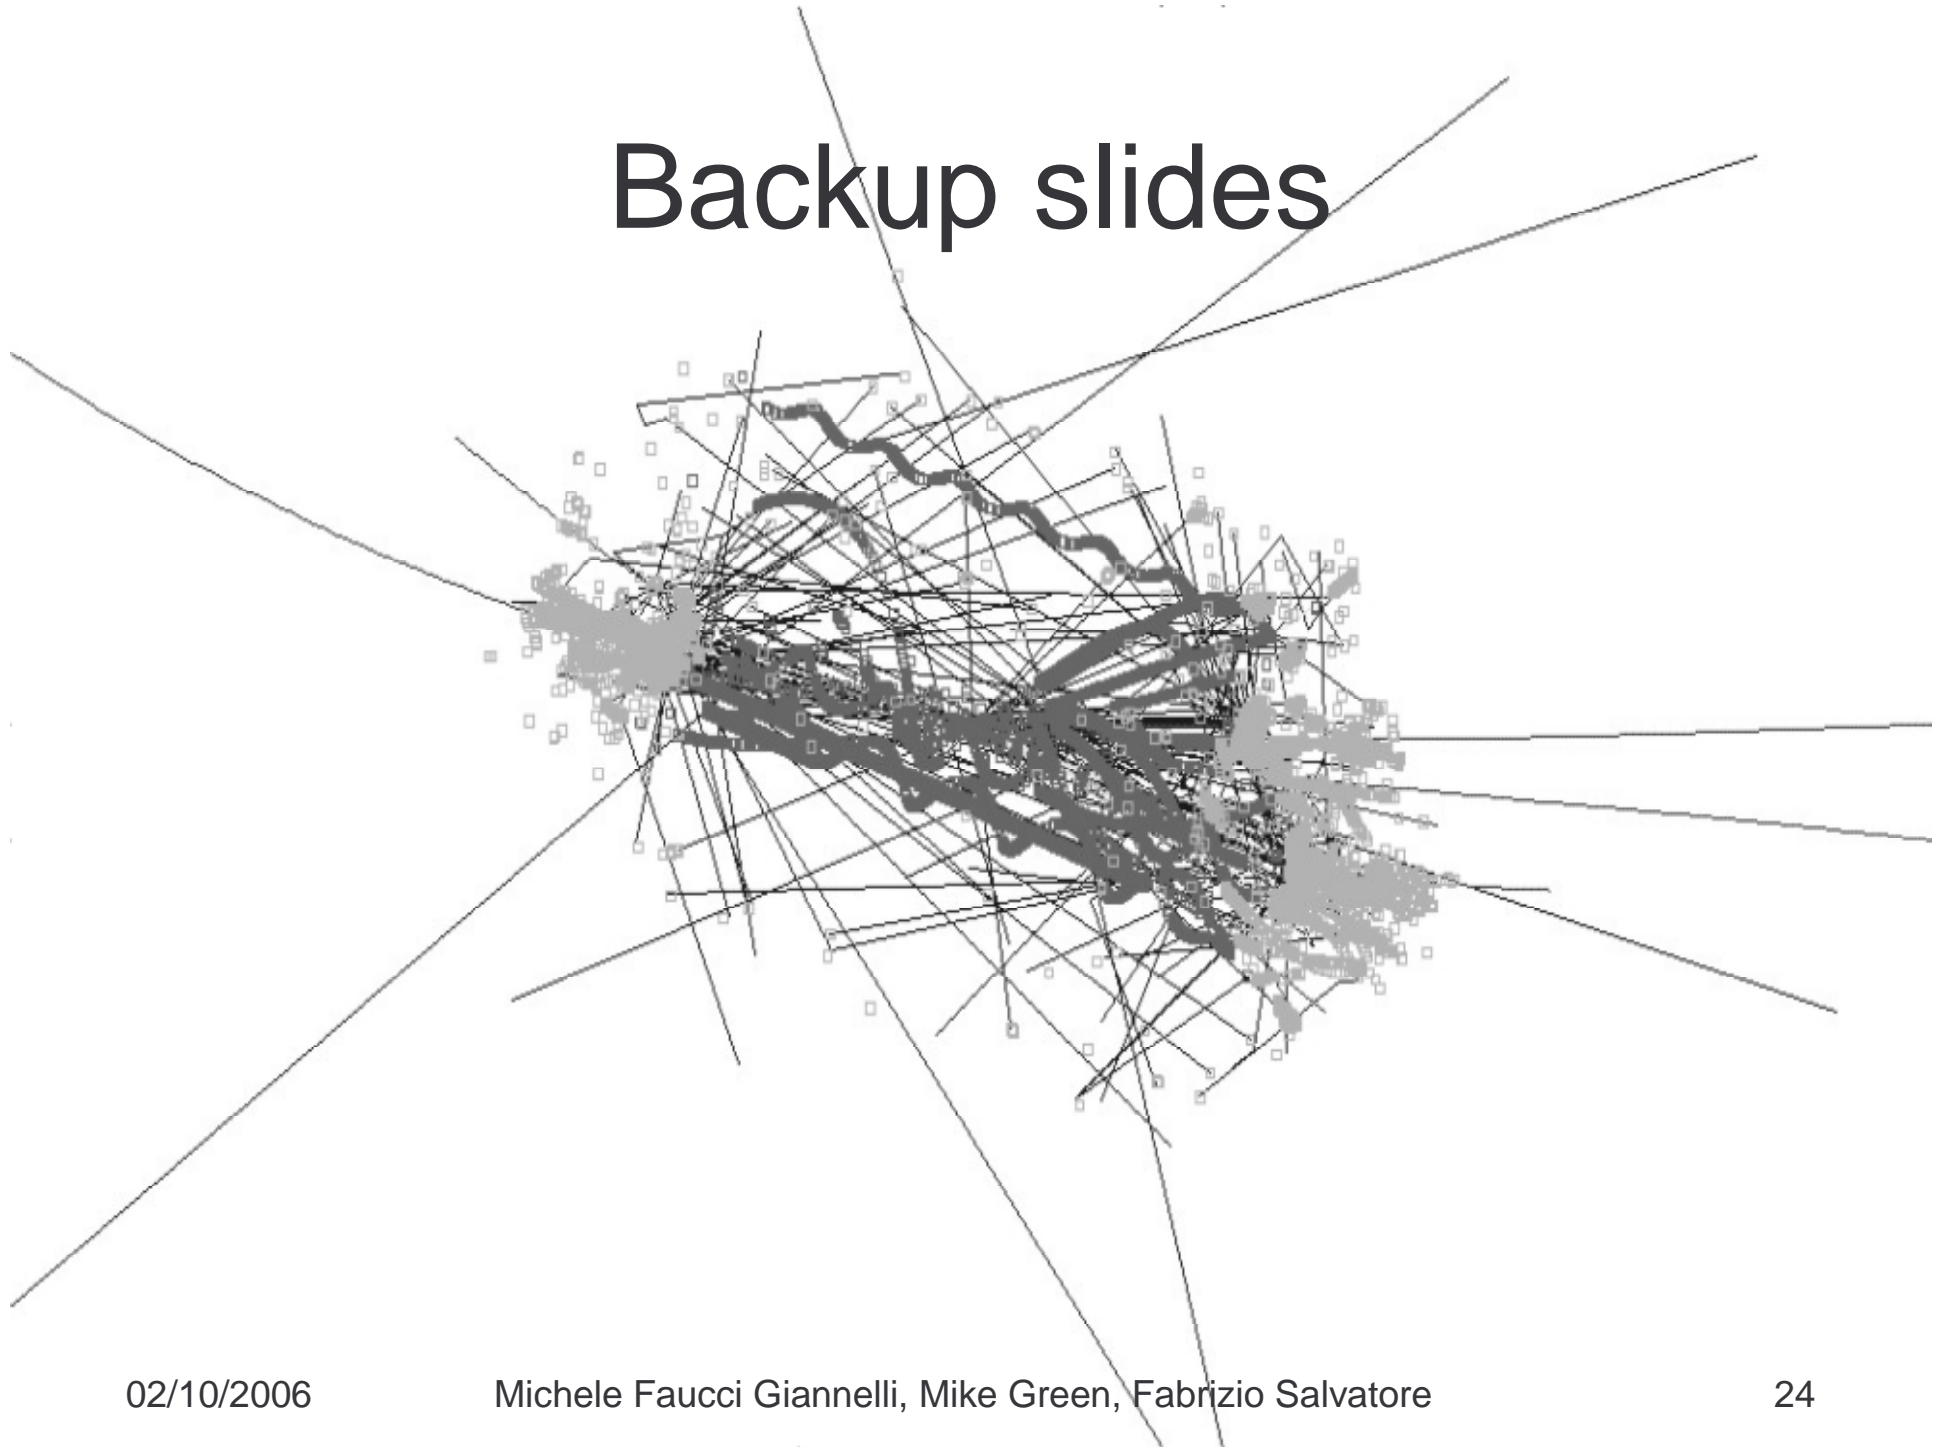 Backup slides
02/10/2006 Michele Faucci Giannelli, Mike Green, Fabrizio Salvatore 24